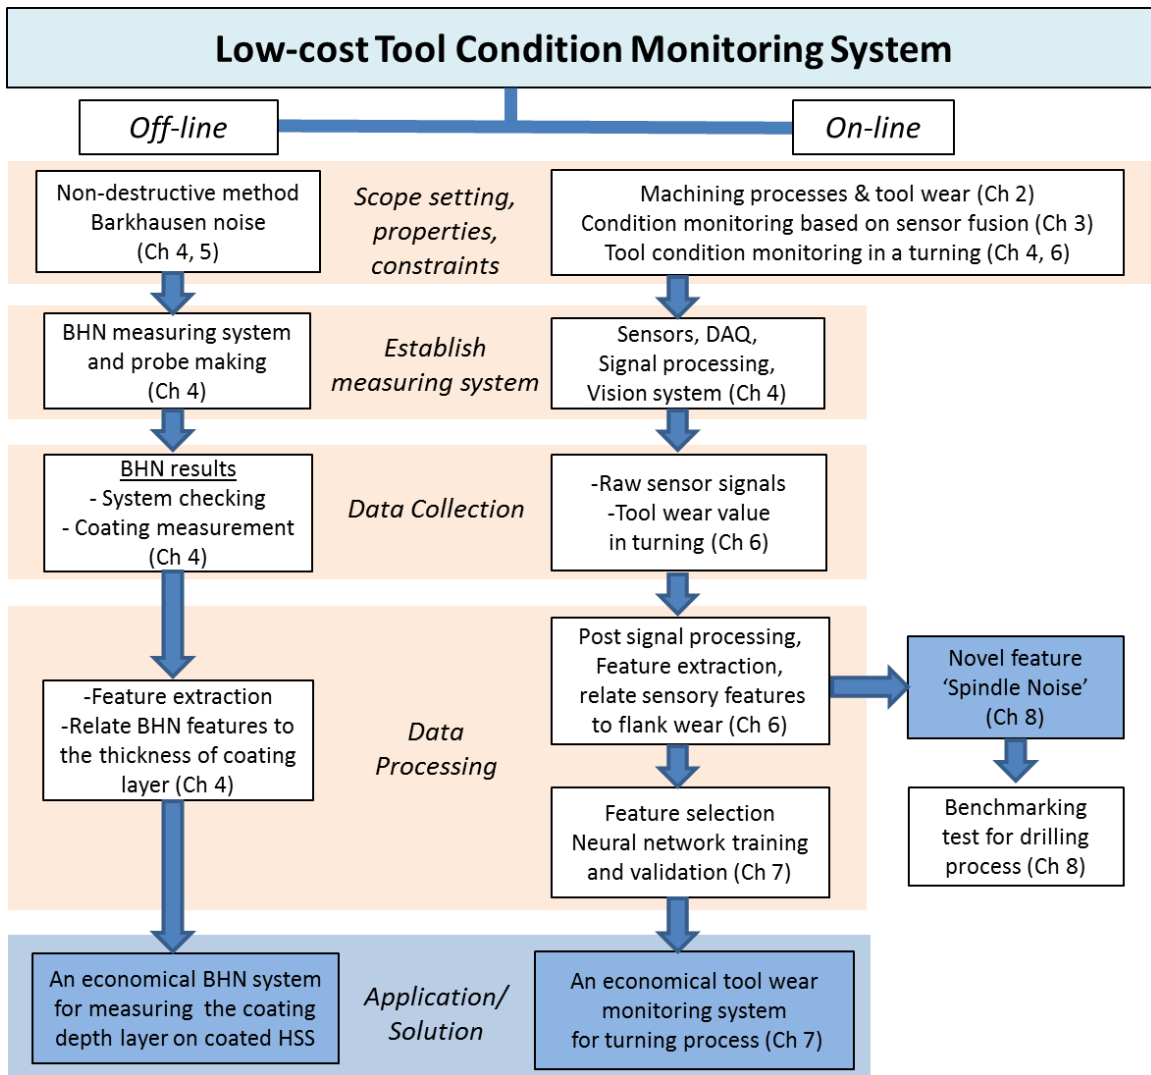 Low-cost Tool Condition Monitoring System
Off-line
On-line
Non-destructive method
Barkhausen noise
(Ch 4, 5)
Scope setting,
properties,
constraints
Machining processes & tool wear (Ch 2)
Condition monitoring based on sensor fusion (Ch 3)
Tool condition monitoring in a turning (Ch 4, 6)
BHN measuring system
and probe making
(Ch 4)
Establish
measuring system
Sensors, DAQ,
Signal processing,
Vision system (Ch 4)
BHN results
- System checking
- Coating measurement
(Ch 4)
Data Collection
-Raw sensor signals
-Tool wear value
in turning (Ch 6)
-Feature extraction
-Relate BHN features to
the thickness of coating
layer (Ch 4)
Data
Processing
Post signal processing,
Feature extraction,
relate sensory features
to flank wear (Ch 6)
Novel feature
‘Spindle Noise’
(Ch 8)
Feature selection
Neural network training
and validation (Ch 7)
Benchmarking
test for drilling
process (Ch 8)
An economical BHN system
for measuring the coating
depth layer on coated HSS
Application/
Solution
An economical tool wear
monitoring system
for turning process (Ch 7)